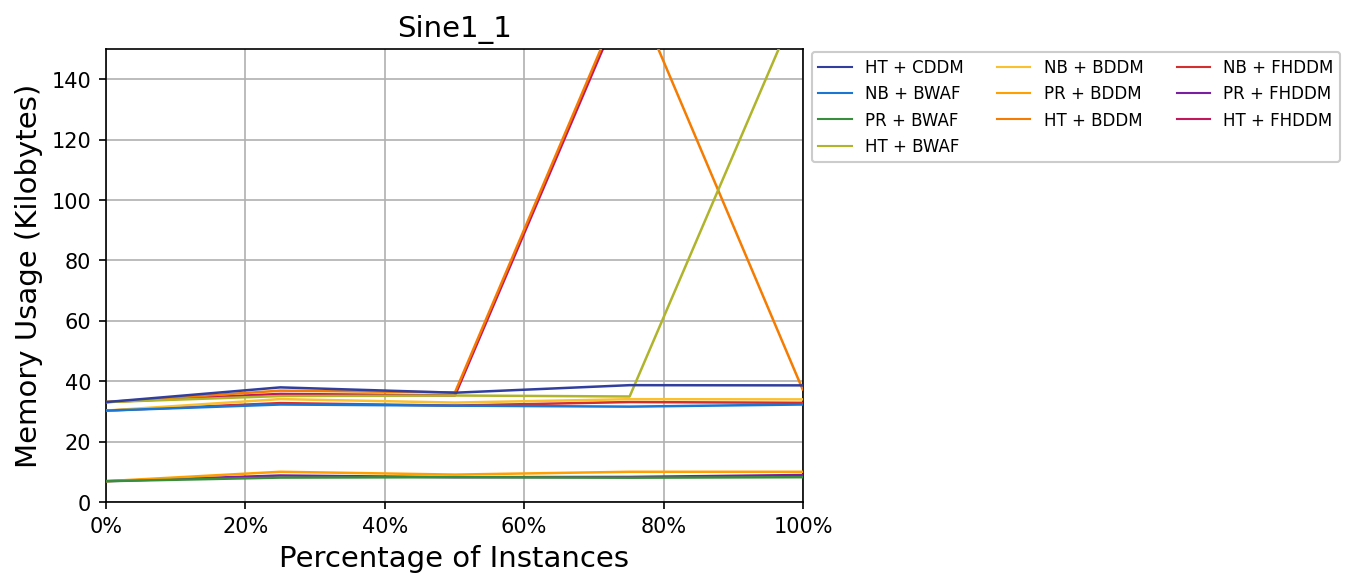 Sine1_1
Memory Usage (Kilobytes)
140
120
100
80
60
40
20
0
0% 20% 40% 60% 80% 100%
Percentage of Instances
HT + CDDM
NB + BWAF
PR + BWAF
HT + BWAF
NB + BDDM
PR + BDDM
HT + BDDM
NB + FHDDM
PR + FHDDM
HT + FHDDM